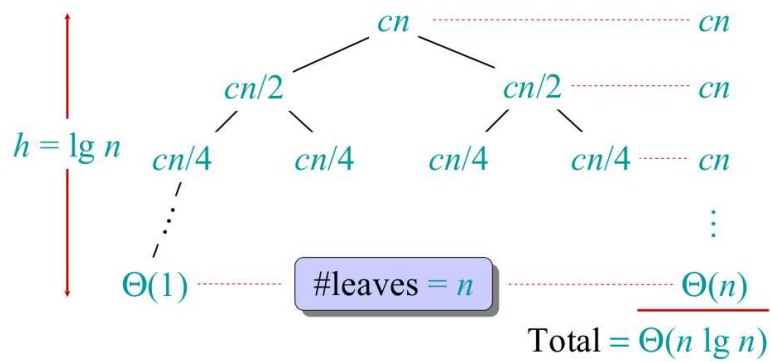 cn cn
cn/2 cn/2 cn
h = lg n
cn/4 cn/4 cn/4 cn/4 cn
⋮ ⋮
Θ(1) #leaves = n Θ(n)
Total = Θ(n lg n)